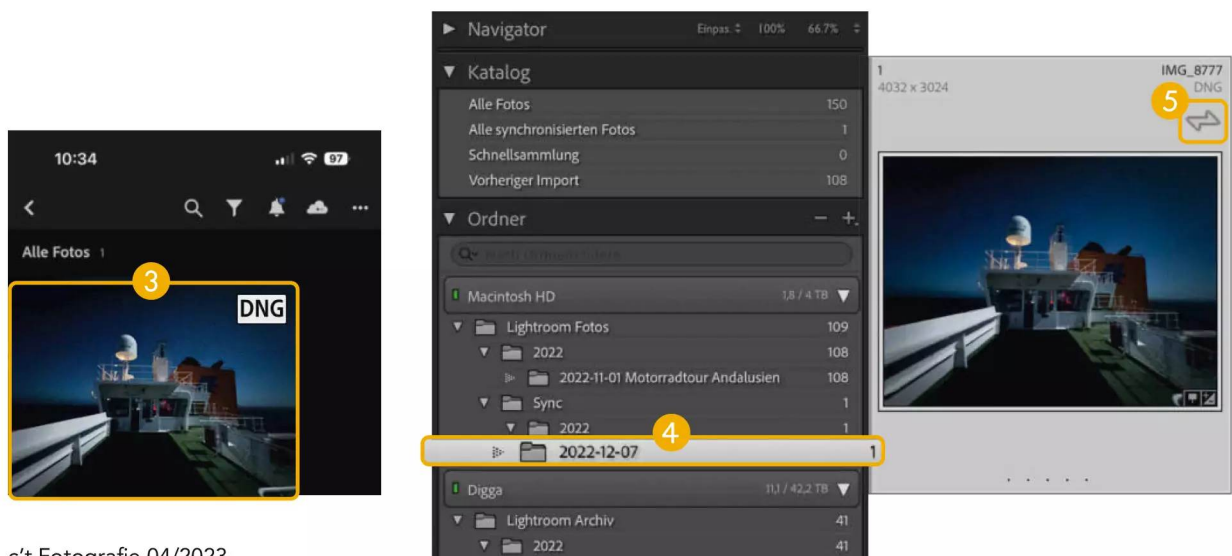 10:34
97
Alle Fotos 1
3
DNG
c't Fotografie 04/2023
Navigator Einpas. 100% 66.7%
Katalog
Alle Fotos 150
Alle synchronisierten Fotos 1
Schnellsammlung 0
Vorheriger Import 108
Ordner
Macintosh HD 1,8 / 4 TB
Lightroom Fotos 109
2022 108
2022-11-01 Motorradtour Andalusien 108
Sync 1
2022 1
4
2022-12-07 1
Digga 11,1 / 42,2 TB
Lightroom Archiv 41
2022 41
1 IMG_8777
4032 x 3024 DNG
5